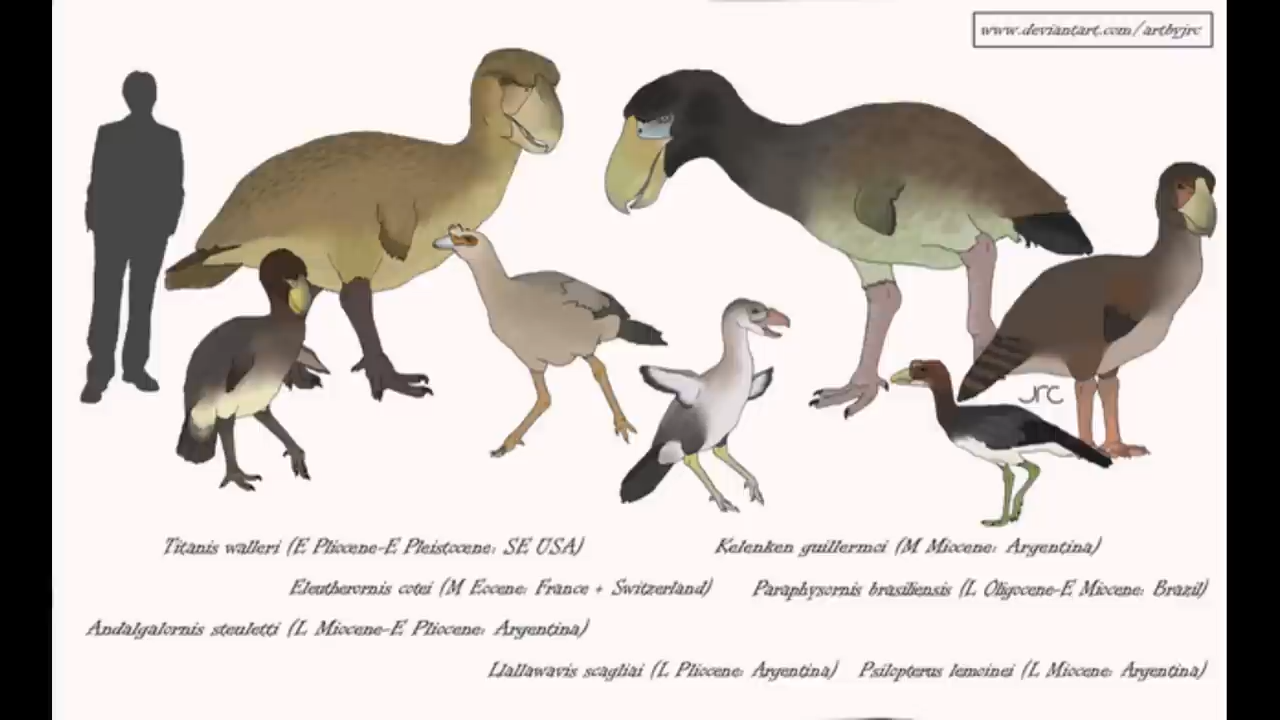 www.deviantart.com/artbyjrc
JrC
Titanis walleri (E Pliocene-E Pleistocene: SE USA)
Kelenken guillermoi (M Miocene: Argentina)
Eleutherornis cotei (M Eocene: France + Switzerland)
Paraphysornis brasiliensis (L Oligocene-E Miocene: Brazil)
Andalgalornis steuletti (L Miocene-E Pliocene: Argentina)
Llallawavis scagliai (L Pliocene: Argentina)
Psilopterus lemoinei (L Miocene: Argentina)